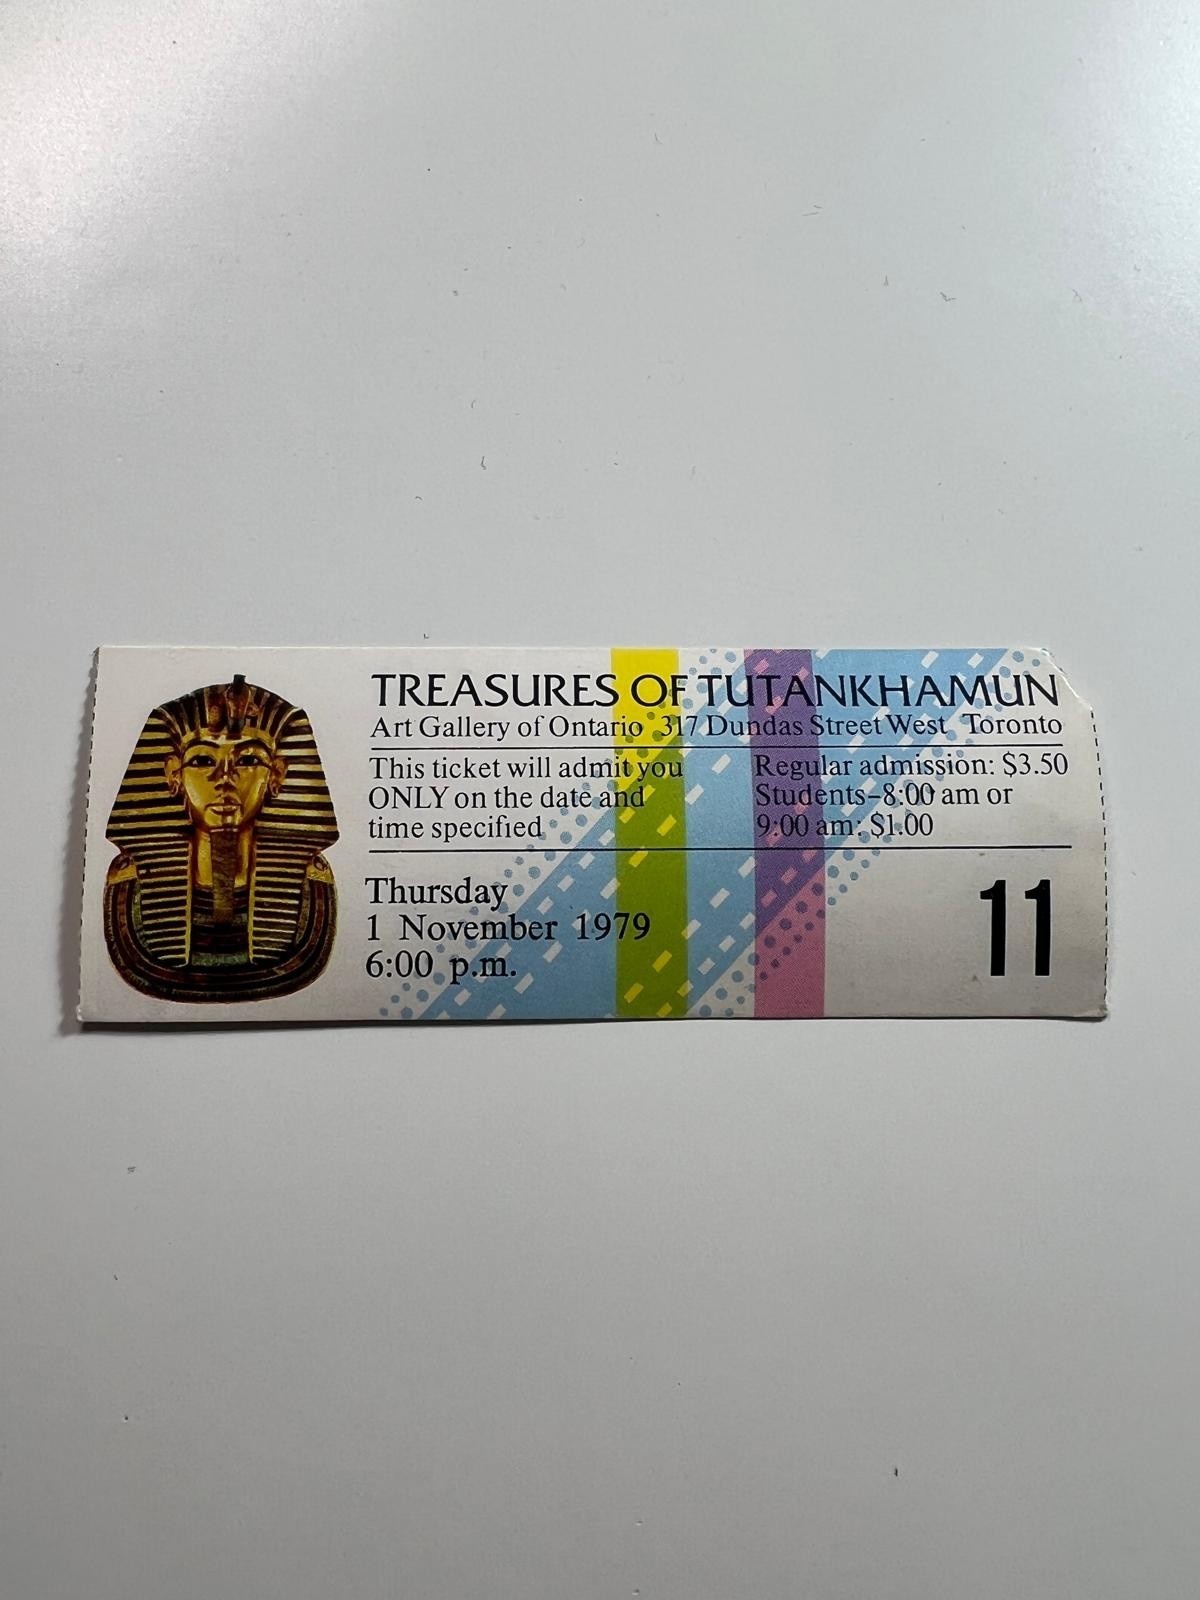 TREASURES OF TUTANKHAMUN
Art Gallery of Ontario 317 Dundas Street West Toronto
This ticket will admit you
ONLY on the date and
time specified
Regular admission: $3.50
Students–8:00 am or
9:00 am: $1.00
Thursday
1 November 1979
6:00 p.m.
11